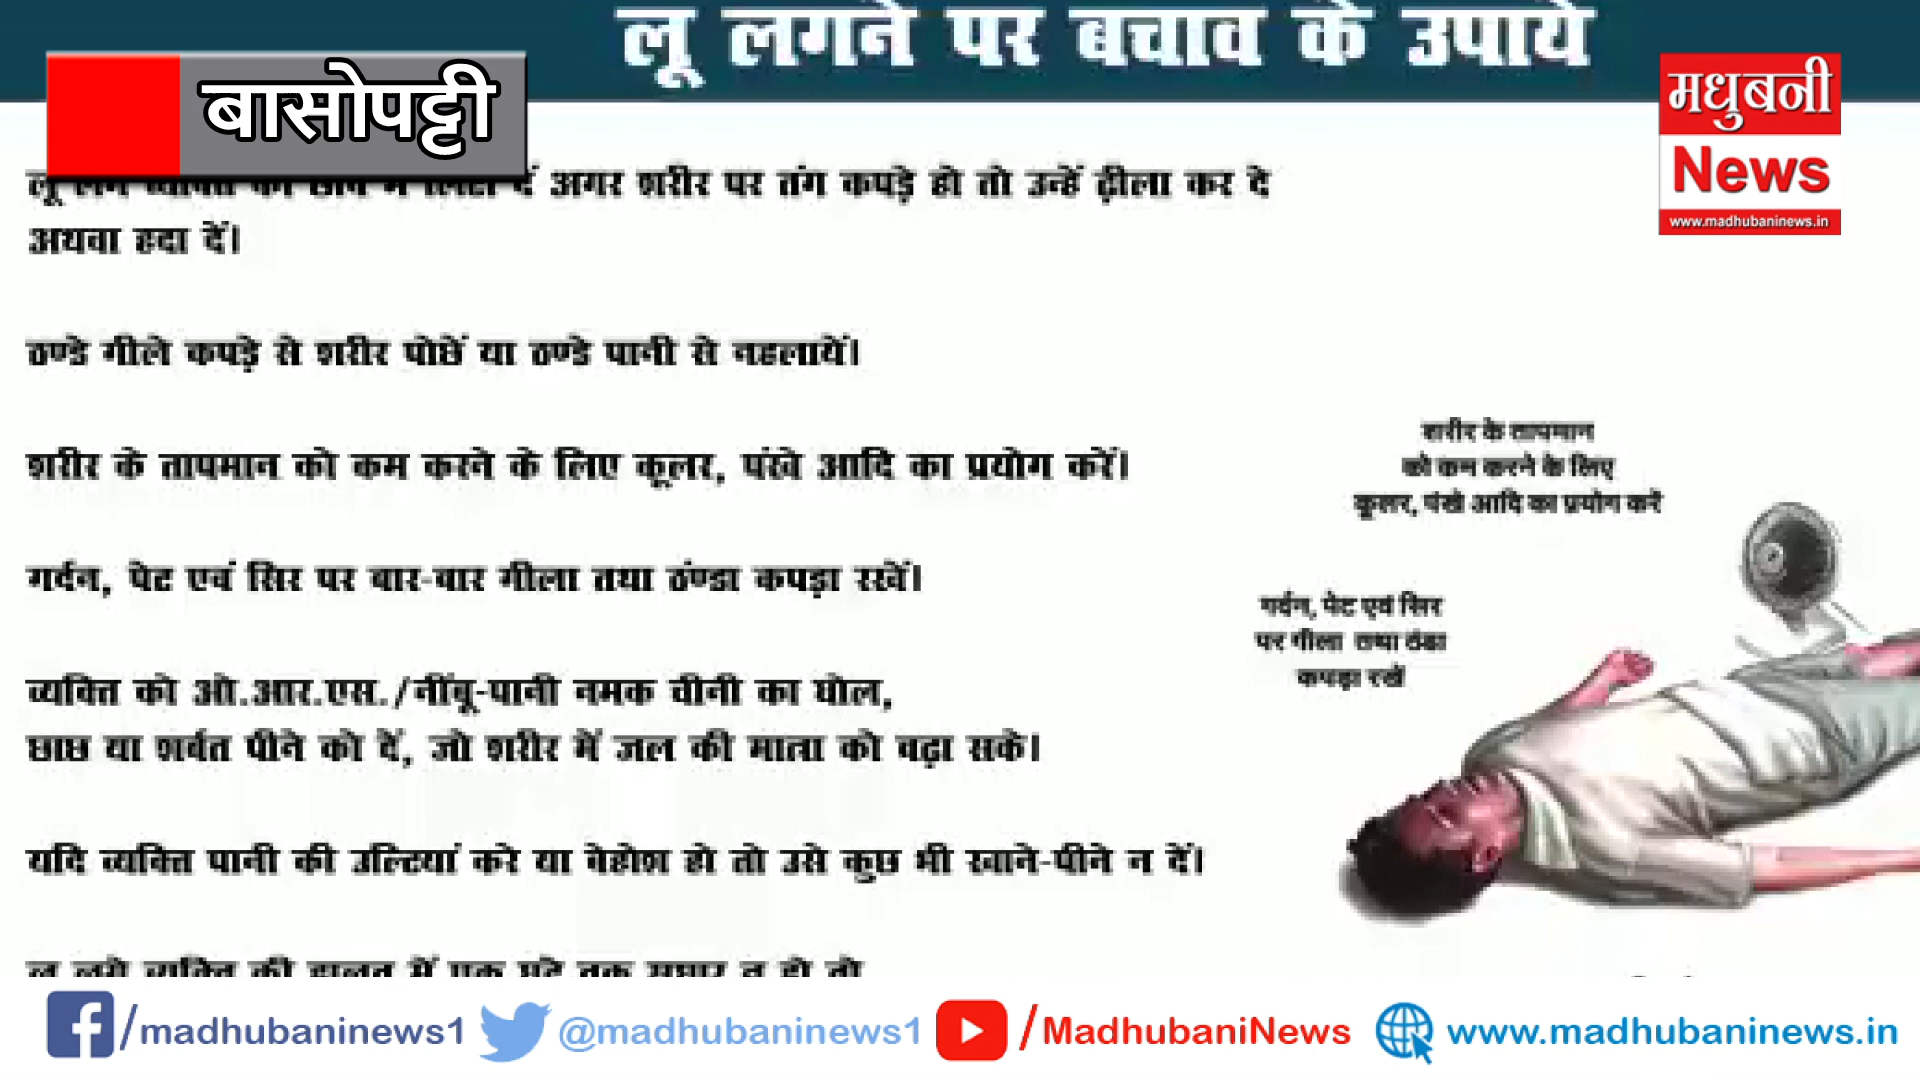 लू लगने पर बचाव के उपाये
बासोपट्टी
मधुबनी
News
www.madhubaninews.in
दें अगर शरीर पर तंग कपड़े हो तो उन्हें ढ़ीला कर दे
अथवा हटा दें।
ठण्डे गीले कपड़े से शरीर पोछें या ठण्डे पानी से नहलायें।
शरीर के तापमान को कम करने के लिए कूलर, पंखे आदि का प्रयोग करें।
गर्दन, पेट एवं सिर पर बार-बार गीला तथा ठंण्डा कपड़ा रखें।
व्यक्ति को ओ.आर.एस./नींबू-पानी नमक चीनी का घोल,
छाछ या शर्बत पीने को दें, जो शरीर में जल की मात्रा को बढ़ा सके।
यदि व्यक्ति पानी की उल्टियां करे या बेहोश हो तो उसे कुछ भी खाने-पीने न दें।
शरीर के तापमान
को कम करने के लिए
कूलर, पंखे आदि का प्रयोग करें
गर्दन, पेट एवं सिर
पर गीला तथा ठंडा
कपड़ा रखें
/madhubaninews1
@madhubaninews1
/MadhubaniNews
www.madhubaninews.in